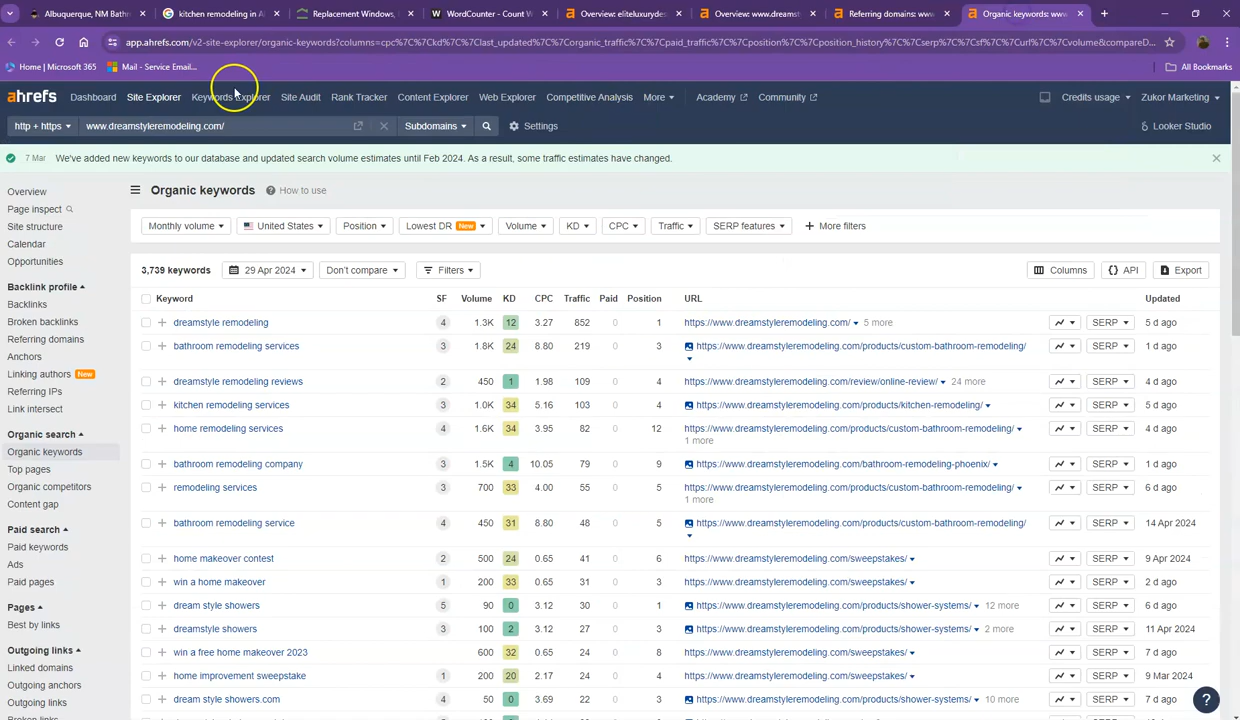 Albuquerque, NM Bathr
kitchen remodeling in A
Replacement Windows,
WordCounter - Count W
Overview: eliteluxurydes
Overview: www.dreamst
Referring domains: ww
Organic keywords: ww
app.ahrefs.com/v2-site-explorer/organic-keywords?columns=cpc%7C%7Ckd%7C%7Clast_updated%7C%7Corganic_traffic%7C%7Cpaid_traffic%7C%7Cposition%7C%7Cposition_history%7C%7Cserp%7C%7Csf%7C%7Curl%7C%7Cvolume&compareD...
Home | Microsoft 365
Mail - Service Email...
All Bookmarks
ahrefs
Dashboard
Site Explorer
Keywords Explorer
Site Audit
Rank Tracker
Content Explorer
Web Explorer
Competitive Analysis
More
Academy
Community
Credits usage
Zukor Marketing
http + https
www.dreamstyleremodeling.com/
Subdomains
Settings
Looker Studio
7 Mar We've added new keywords to our database and updated search volume estimates until Feb 2024. As a result, some traffic estimates have changed.
Overview
Page inspect
Site structure
Calendar
Opportunities
Backlink profile
Backlinks
Broken backlinks
Referring domains
Anchors
Linking authors New
Referring IPs
Link intersect
Organic search
Organic keywords
Top pages
Organic competitors
Content gap
Paid search
Paid keywords
Ads
Paid pages
Pages
Best by links
Outgoing links
Linked domains
Outgoing anchors
Outgoing links
Broken links
Organic keywords ? How to use
Monthly volume
United States
Position
Lowest DR New
Volume
KD
CPC
Traffic
SERP features
+ More filters
3,739 keywords
29 Apr 2024
Don't compare
Filters
Columns
{} API
Export
Keyword SF Volume KD CPC Traffic Paid Position URL Updated
dreamstyle remodeling 4 1.3K 12 3.27 852 0 1 https://www.dreamstyleremodeling.com/ 5 more SERP 5 d ago
bathroom remodeling services 3 1.8K 24 8.80 219 0 3 https://www.dreamstyleremodeling.com/products/custom-bathroom-remodeling/ SERP 1 d ago
dreamstyle remodeling reviews 2 450 1 1.98 109 0 4 https://www.dreamstyleremodeling.com/review/online-review/ 24 more SERP 4 d ago
kitchen remodeling services 3 1.0K 34 5.16 103 0 4 https://www.dreamstyleremodeling.com/products/kitchen-remodeling/ SERP 5 d ago
home remodeling services 4 1.6K 34 3.95 82 0 12 https://www.dreamstyleremodeling.com/products/custom-bathroom-remodeling/ SERP 4 d ago
1 more
bathroom remodeling company 3 1.5K 4 10.05 79 0 9 https://www.dreamstyleremodeling.com/bathroom-remodeling-phoenix/ SERP 1 d ago
remodeling services 3 700 33 4.00 55 0 5 https://www.dreamstyleremodeling.com/products/custom-bathroom-remodeling/ SERP 6 d ago
1 more
bathroom remodeling service 4 450 31 8.80 48 0 5 https://www.dreamstyleremodeling.com/products/custom-bathroom-remodeling/ SERP 14 Apr 2024
home makeover contest 2 500 24 0.65 41 0 6 https://www.dreamstyleremodeling.com/sweepstakes/ SERP 9 Apr 2024
win a home makeover 1 200 33 0.65 31 0 3 https://www.dreamstyleremodeling.com/sweepstakes/ SERP 2 d ago
dream style showers 5 90 0 3.12 30 0 1 https://www.dreamstyleremodeling.com/products/shower-systems/ 12 more SERP 6 d ago
dreamstyle showers 3 100 2 3.12 27 0 3 https://www.dreamstyleremodeling.com/products/shower-systems/ 2 more SERP 11 Apr 2024
win a free home makeover 2023 600 32 0.65 24 0 8 https://www.dreamstyleremodeling.com/sweepstakes/ SERP 7 d ago
home improvement sweepstake 1 200 20 2.17 24 0 4 https://www.dreamstyleremodeling.com/sweepstakes/ SERP 9 Mar 2024
dream style showers.com 4 50 0 3.69 22 0 3 https://www.dreamstyleremodeling.com/products/shower-systems/ 10 more SERP 7 d ago
?